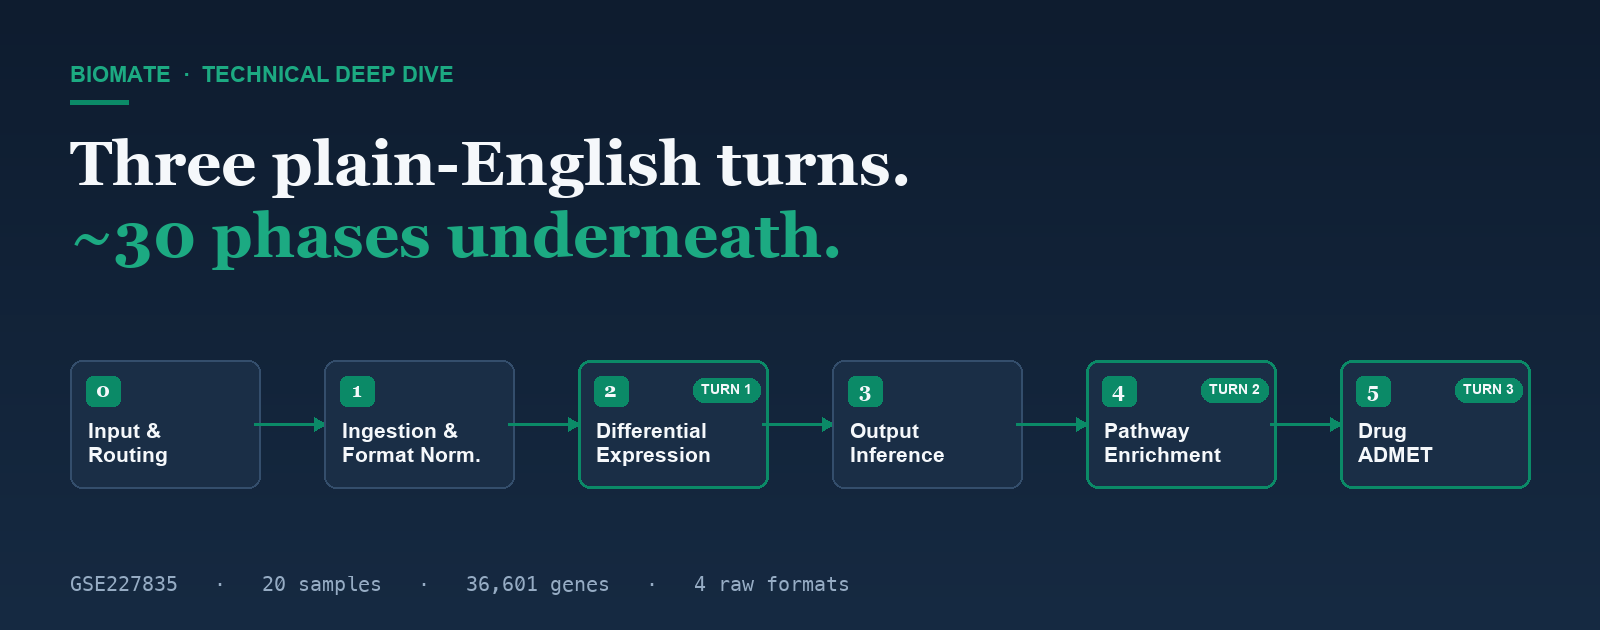 BIOMATE · TECHNICAL DEEP DIVE
Three plain-English turns.
~30 phases underneath.
0
Input &
Routing
1
Ingestion &
Format Norm.
2
TURN 1
Differential
Expression
3
Output
Inference
4
TURN 2
Pathway
Enrichment
5
TURN 3
Drug
ADMET
GSE227835 · 20 samples · 36,601 genes · 4 raw formats